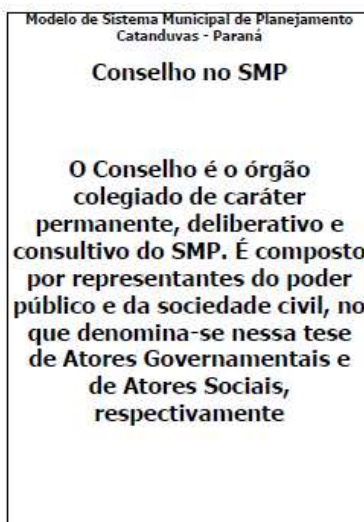 Modelo de Sistema Municipal de Planejamento
Catanduvas - Paraná
Conselho no SMP
O Conselho é o órgão
colegiado de caráter
permanente, deliberativo e
consultivo do SMP. É composto
por representantes do poder
público e da sociedade civil, no
que denomina-se nessa tese
de Atores Governamentais e
de Atores Sociais,
respectivamente